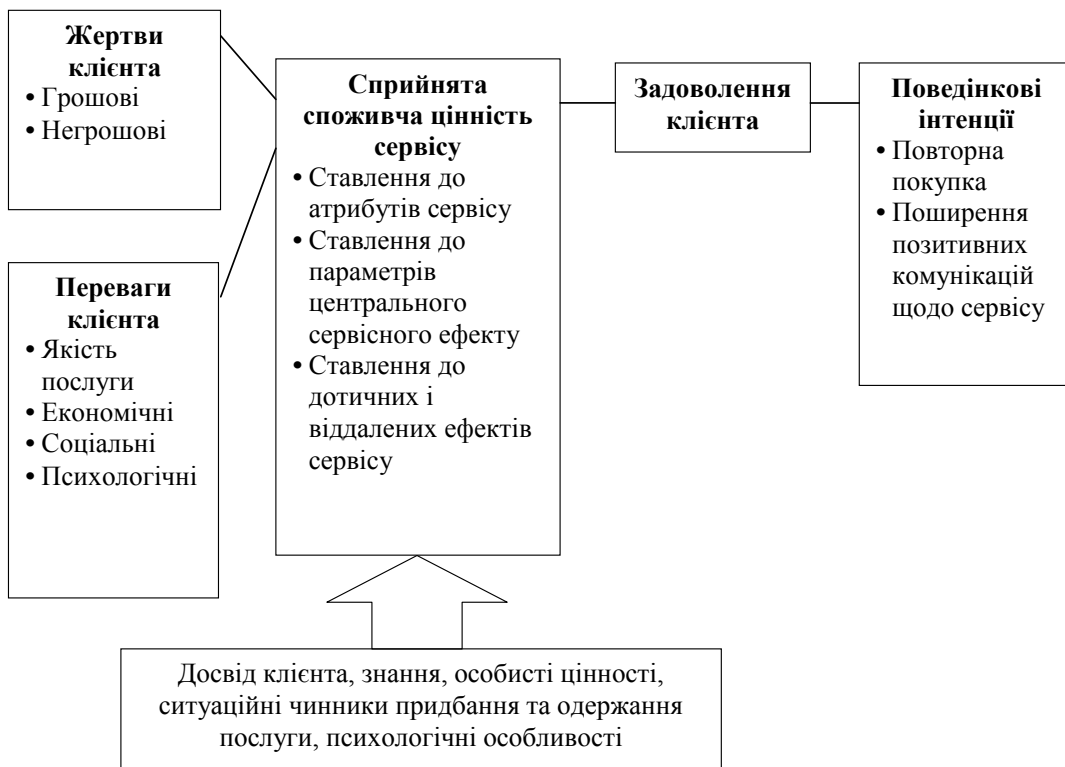 Жертви
клієнта
• Грошові
• Негрошові
Переваги
клієнта
• Якість
послуги
• Економічні
• Соціальні
• Психологічні
Сприйнята
споживча цінність
сервісу
• Ставлення до
атрибутів сервісу
• Ставлення до
параметрів
центрального
сервісного ефекту
• Ставлення до
дотичних і
віддалених ефектів
сервісу
Задоволення
клієнта
Поведінкові
інтенції
• Повторна
покупка
• Поширення
позитивних
комунікацій
щодо сервісу
Досвід клієнта, знання, особисті цінності,
ситуаційні чинники придбання та одержання
послуги, психологічні особливості